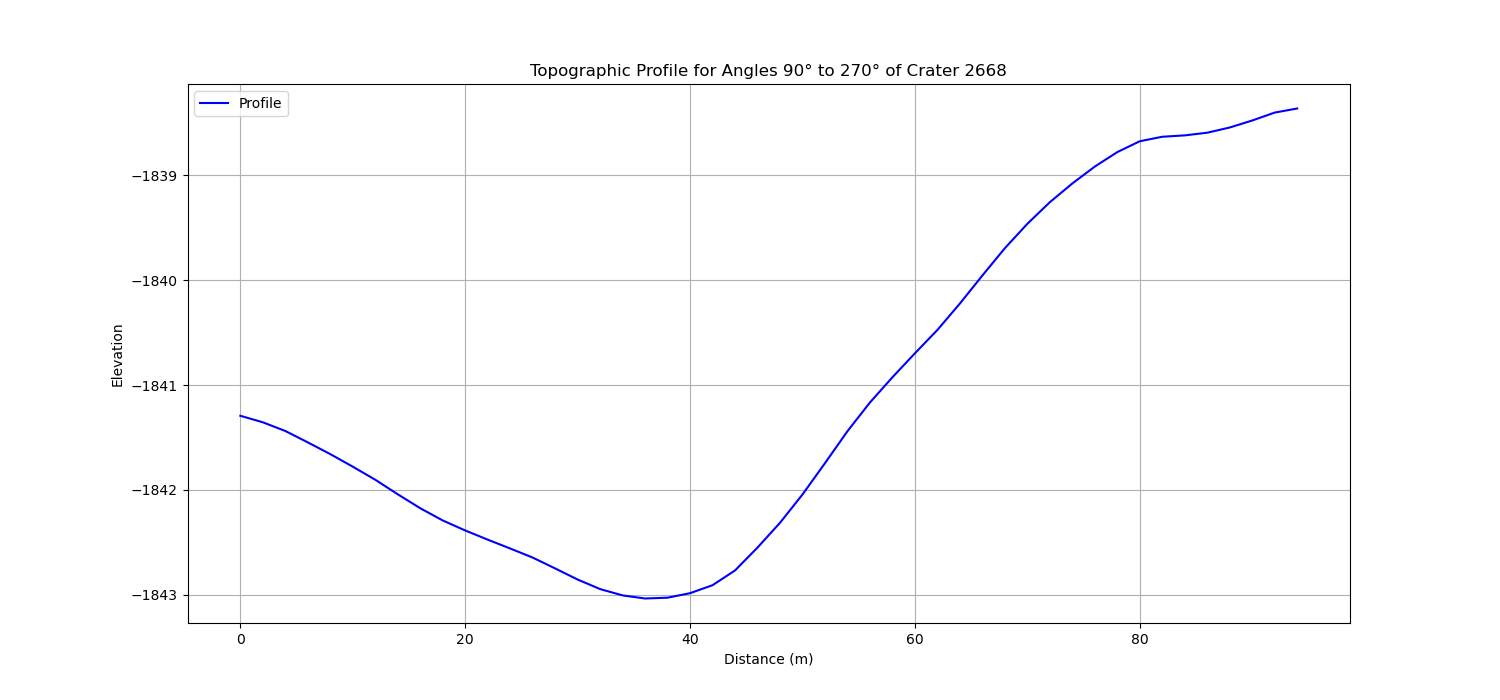 Topographic Profile for Angles 90° to 270° of Crater 2668
Profile
Elevation
−1839
−1840
−1841
−1842
−1843
0 20 40 60 80
Distance (m)